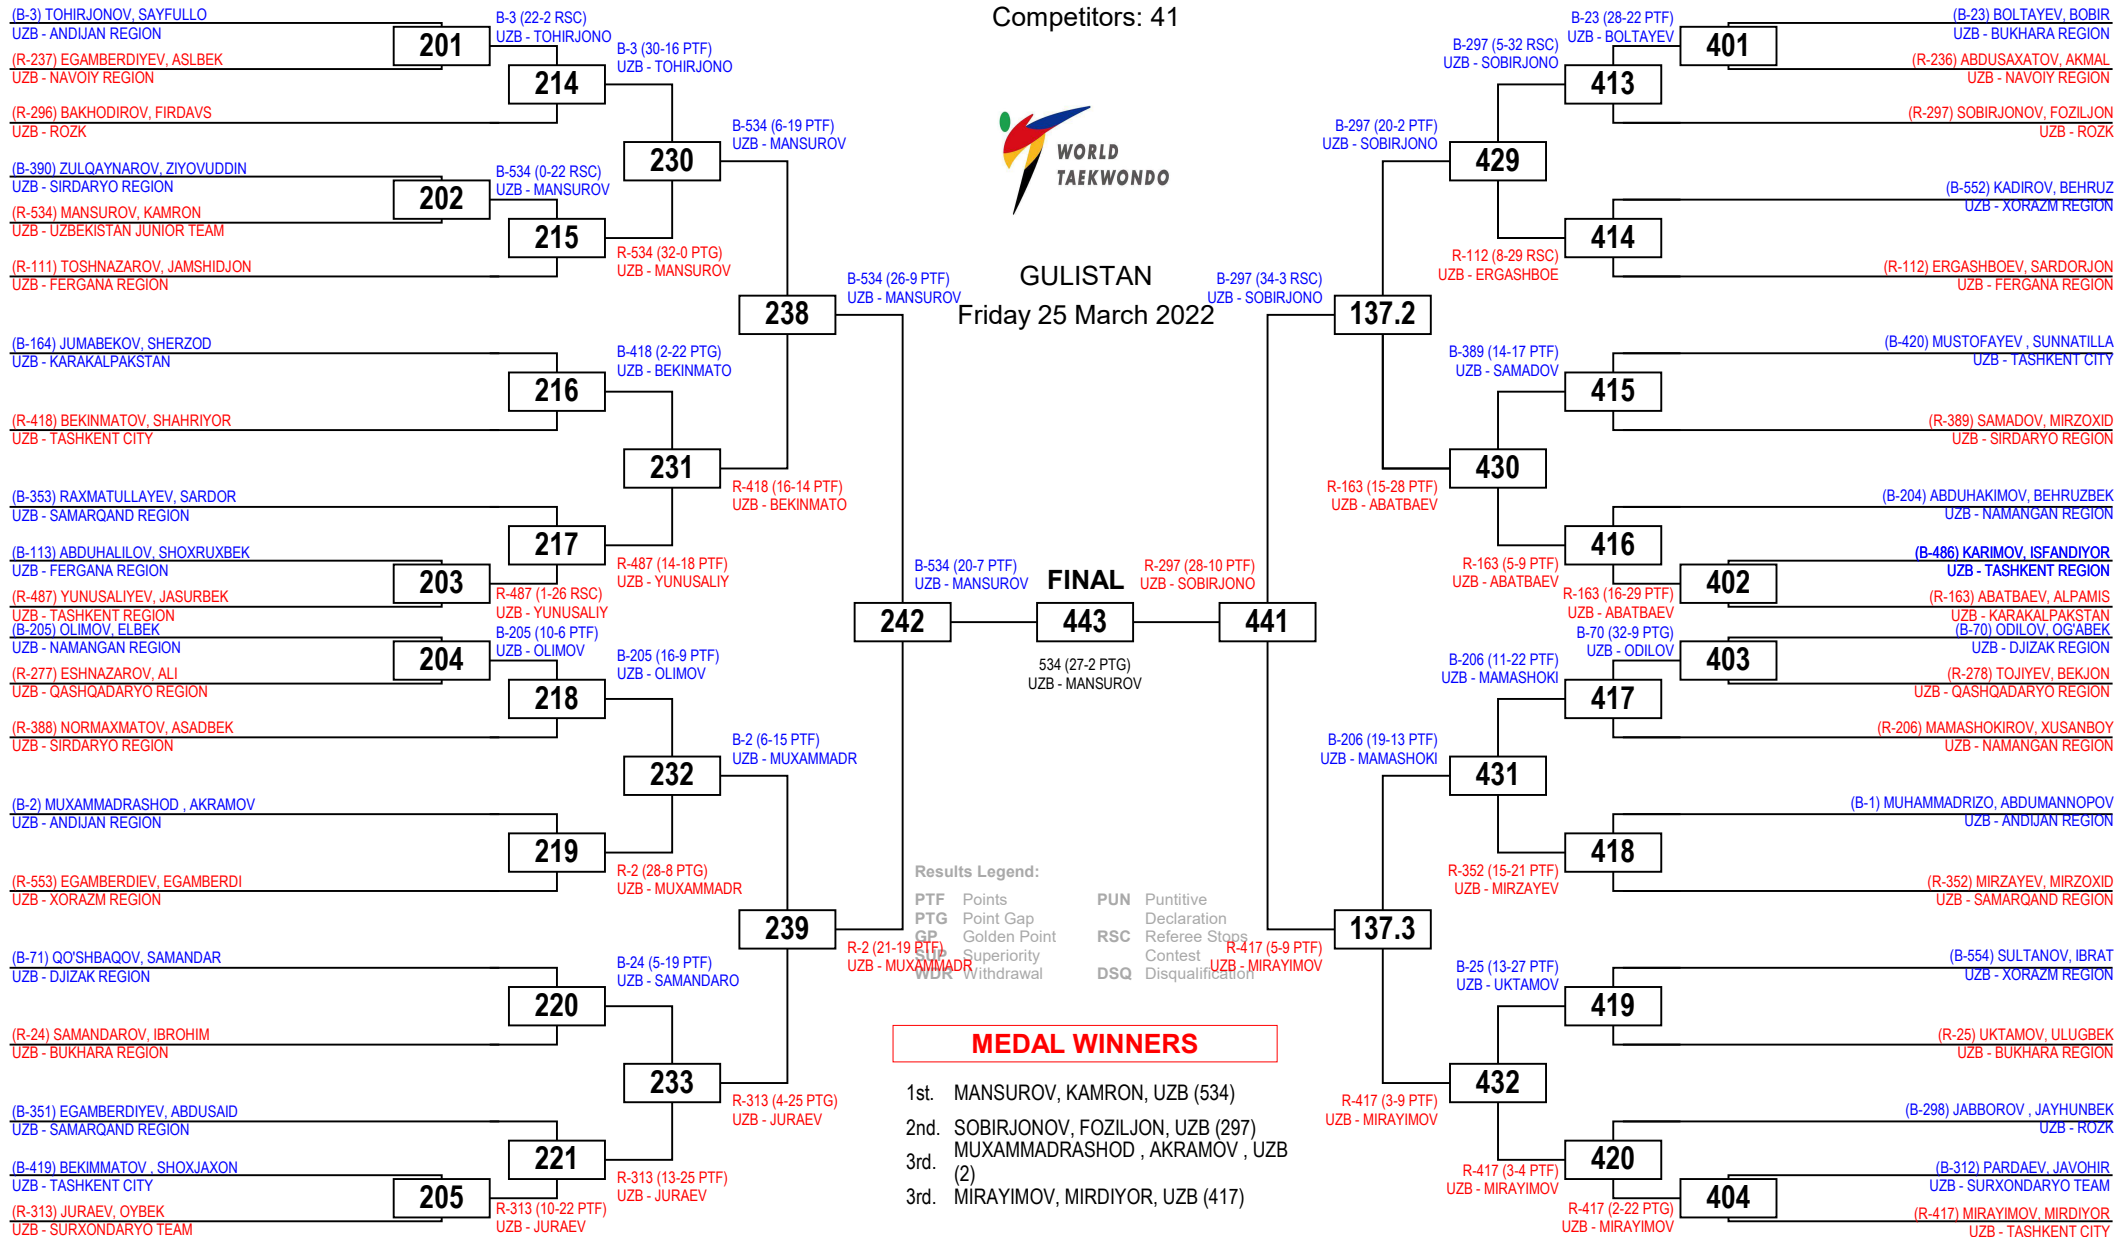 Competitors: 41
WORLD
TAEKWONDO
GULISTAN
Friday 25 March 2022
(B-3) TOHIRJONOV, SAYFULLO
UZB - ANDIJAN REGION
201
(R-237) EGAMBERDIYEV, ASLBEK
UZB - NAVOIY REGION
B-3 (22-2 RSC)
UZB - TOHIRJONO
214
(R-296) BAKHODIROV, FIRDAVS
UZB - ROZK
B-3 (30-16 PTF)
UZB - TOHIRJONO
230
(B-390) ZULQAYNAROV, ZIYOVUDDIN
UZB - SIRDARYO REGION
202
(R-534) MANSUROV, KAMRON
UZB - UZBEKISTAN JUNIOR TEAM
B-534 (0-22 RSC)
UZB - MANSUROV
215
(R-111) TOSHNAZAROV, JAMSHIDJON
UZB - FERGANA REGION
R-534 (32-0 PTG)
UZB - MANSUROV
B-534 (6-19 PTF)
UZB - MANSUROV
238
(B-164) JUMABEKOV, SHERZOD
UZB - KARAKALPAKSTAN
216
(R-418) BEKINMATOV, SHAHRIYOR
UZB - TASHKENT CITY
B-418 (2-22 PTG)
UZB - BEKINMATO
231
(B-353) RAXMATULLAYEV, SARDOR
UZB - SAMARQAND REGION
217
(B-113) ABDUHALILOV, SHOXRUXBEK
UZB - FERGANA REGION
203
(R-487) YUNUSALIYEV, JASURBEK
UZB - TASHKENT REGION
R-487 (1-26 RSC)
UZB - YUNUSALIY
R-487 (14-18 PTF)
UZB - YUNUSALIY
R-418 (16-14 PTF)
UZB - BEKINMATO
B-534 (26-9 PTF)
UZB - MANSUROV
242
(B-205) OLIMOV, ELBEK
UZB - NAMANGAN REGION
204
(R-277) ESHNAZAROV, ALI
UZB - QASHQADARYO REGION
B-205 (10-6 PTF)
UZB - OLIMOV
218
(R-388) NORMAXMATOV, ASADBEK
UZB - SIRDARYO REGION
B-205 (16-9 PTF)
UZB - OLIMOV
232
(B-2) MUXAMMADRASHOD , AKRAMOV
UZB - ANDIJAN REGION
219
(R-553) EGAMBERDIEV, EGAMBERDI
UZB - XORAZM REGION
R-2 (28-8 PTG)
UZB - MUXAMMADR
B-2 (6-15 PTF)
UZB - MUXAMMADR
239
(B-71) QO'SHBAQOV, SAMANDAR
UZB - DJIZAK REGION
220
(R-24) SAMANDAROV, IBROHIM
UZB - BUKHARA REGION
B-24 (5-19 PTF)
UZB - SAMANDARO
233
(B-351) EGAMBERDIYEV, ABDUSAID
UZB - SAMARQAND REGION
221
(B-419) BEKIMMATOV , SHOXJAXON
UZB - TASHKENT CITY
205
(R-313) JURAEV, OYBEK
UZB - SURXONDARYO TEAM
R-313 (10-22 PTF)
UZB - JURAEV
R-313 (13-25 PTF)
UZB - JURAEV
R-313 (4-25 PTG)
UZB - JURAEV
R-2 (21-19 PTF)
UZB - MUXAMMADR
B-534 (20-7 PTF)
UZB - MANSUROV
FINAL
443
534 (27-2 PTG)
UZB - MANSUROV
R-297 (28-10 PTF)
UZB - SOBIRJONO
441
B-297 (34-3 RSC)
UZB - SOBIRJONO
137.2
B-297 (20-2 PTF)
UZB - SOBIRJONO
429
B-297 (5-32 RSC)
UZB - SOBIRJONO
413
B-23 (28-22 PTF)
UZB - BOLTAYEV
401
(B-23) BOLTAYEV, BOBIR
UZB - BUKHARA REGION
(R-236) ABDUSAXATOV, AKMAL
UZB - NAVOIY REGION
(R-297) SOBIRJONOV, FOZILJON
UZB - ROZK
(B-552) KADIROV, BEHRUZ
UZB - XORAZM REGION
414
R-112 (8-29 RSC)
UZB - ERGASHBOE
(R-112) ERGASHBOEV, SARDORJON
UZB - FERGANA REGION
(B-420) MUSTOFAYEV , SUNNATILLA
UZB - TASHKENT CITY
B-389 (14-17 PTF)
UZB - SAMADOV
415
(R-389) SAMADOV, MIRZOXID
UZB - SIRDARYO REGION
430
R-163 (15-28 PTF)
UZB - ABATBAEV
(B-204) ABDUHAKIMOV, BEHRUZBEK
UZB - NAMANGAN REGION
416
R-163 (5-9 PTF)
UZB - ABATBAEV
(B-486) KARIMOV, ISFANDIYOR
UZB - TASHKENT REGION
402
R-163 (16-29 PTF)
UZB - ABATBAEV
(R-163) ABATBAEV, ALPAMIS
UZB - KARAKALPAKSTAN
(B-70) ODILOV, OG'ABEK
UZB - DJIZAK REGION
B-70 (32-9 PTG)
UZB - ODILOV
403
(R-278) TOJIYEV, BEKJON
UZB - QASHQADARYO REGION
B-206 (11-22 PTF)
UZB - MAMASHOKI
417
(R-206) MAMASHOKIROV, XUSANBOY
UZB - NAMANGAN REGION
B-206 (19-13 PTF)
UZB - MAMASHOKI
431
(B-1) MUHAMMADRIZO, ABDUMANNOPOV
UZB - ANDIJAN REGION
418
R-352 (15-21 PTF)
UZB - MIRZAYEV
(R-352) MIRZAYEV, MIRZOXID
UZB - SAMARQAND REGION
137.3
R-417 (5-9 PTF)
UZB - MIRAYIMOV
(B-554) SULTANOV, IBRAT
UZB - XORAZM REGION
B-25 (13-27 PTF)
UZB - UKTAMOV
419
(R-25) UKTAMOV, ULUGBEK
UZB - BUKHARA REGION
432
R-417 (3-9 PTF)
UZB - MIRAYIMOV
(B-298) JABBOROV , JAYHUNBEK
UZB - ROZK
420
R-417 (3-4 PTF)
UZB - MIRAYIMOV
(B-312) PARDAEV, JAVOHIR
UZB - SURXONDARYO TEAM
404
R-417 (2-22 PTG)
UZB - MIRAYIMOV
(R-417) MIRAYIMOV, MIRDIYOR
UZB - TASHKENT CITY
Results Legend:
PTF Points
PTG Point Gap
GP Golden Point
SUP Superiority
WDR Withdrawal
PUN Puntitive
Declaration
RSC Referee Stops
Contest
DSQ Disqualification
MEDAL WINNERS
1st. MANSUROV, KAMRON, UZB (534)
2nd. SOBIRJONOV, FOZILJON, UZB (297)
3rd. MUXAMMADRASHOD , AKRAMOV , UZB
(2)
3rd. MIRAYIMOV, MIRDIYOR, UZB (417)